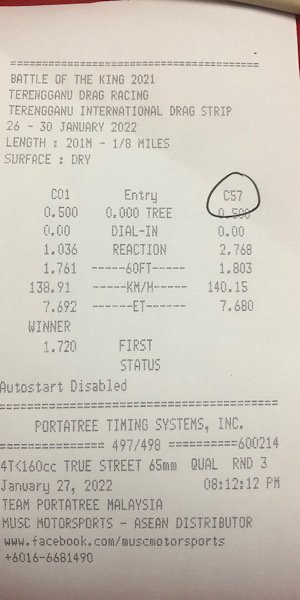 =================================
BATTLE OF THE KING 2021
TERENGGANU DRAG RACING
TERENGGANU INTERNATIONAL DRAG STRIP
26 - 30 JANUARY 2022
LENGTH : 201M - 1/8 MILES
SURFACE : DRY
C01 Entry C57
0.500 0.000 TREE 0.500
0.00 DIAL-IN 0.00
1.036 REACTION 2.768
1.761 -----60FT------ 1.803
138.91 -----KM/H------ 140.15
7.692 ------ET------- 7.680
WINNER
1.720 FIRST
STATUS
Autostart Disabled
=================================
PORTATREE TIMING SYSTEMS, INC.
========== 497/498 ==========600214
4T<160cc TRUE STREET 65mm QUAL RND 3
January 27, 2022 08:12:12 PM
TEAM PORTATREE MALAYSIA
MUSC MOTORSPORTS - ASEAN DISTRIBUTOR
www.facebook.com/muscmotorsports
+6016-6681490